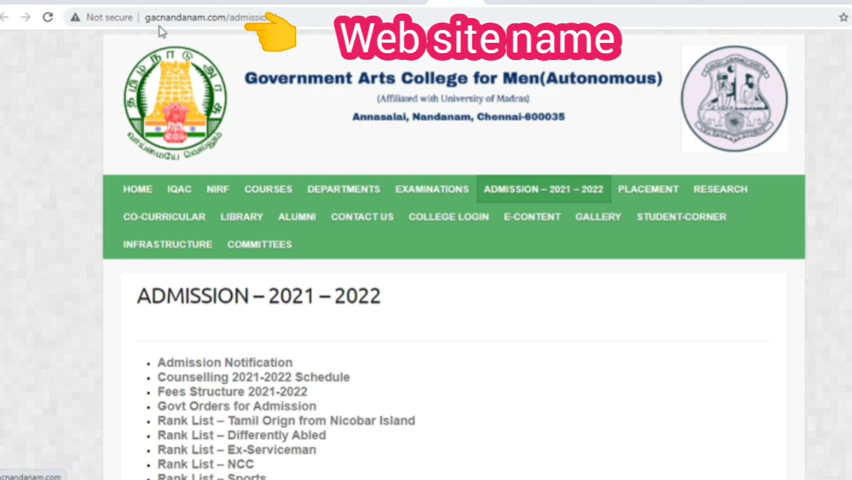 Not secure | gacnandanam.com/admissio
Web site name
தமிழ்நாடு அரசு
வாய்மையே வெல்லும்
Government Arts College for Men(Autonomous)
(Affiliated with University of Madras)
Annasalai, Nandanam, Chennai-600035
HOME IQAC NIRF COURSES DEPARTMENTS EXAMINATIONS ADMISSION – 2021 – 2022 PLACEMENT RESEARCH
CO-CURRICULAR LIBRARY ALUMNI CONTACT US COLLEGE LOGIN E-CONTENT GALLERY STUDENT-CORNER
INFRASTRUCTURE COMMITTEES
ADMISSION – 2021 – 2022
Admission Notification
Counselling 2021-2022 Schedule
Fees Structure 2021-2022
Govt Orders for Admission
Rank List – Tamil Orign from Nicobar Island
Rank List – Differently Abled
Rank List – Ex-Serviceman
Rank List – NCC
Rank List – Sports
acnandanam.com